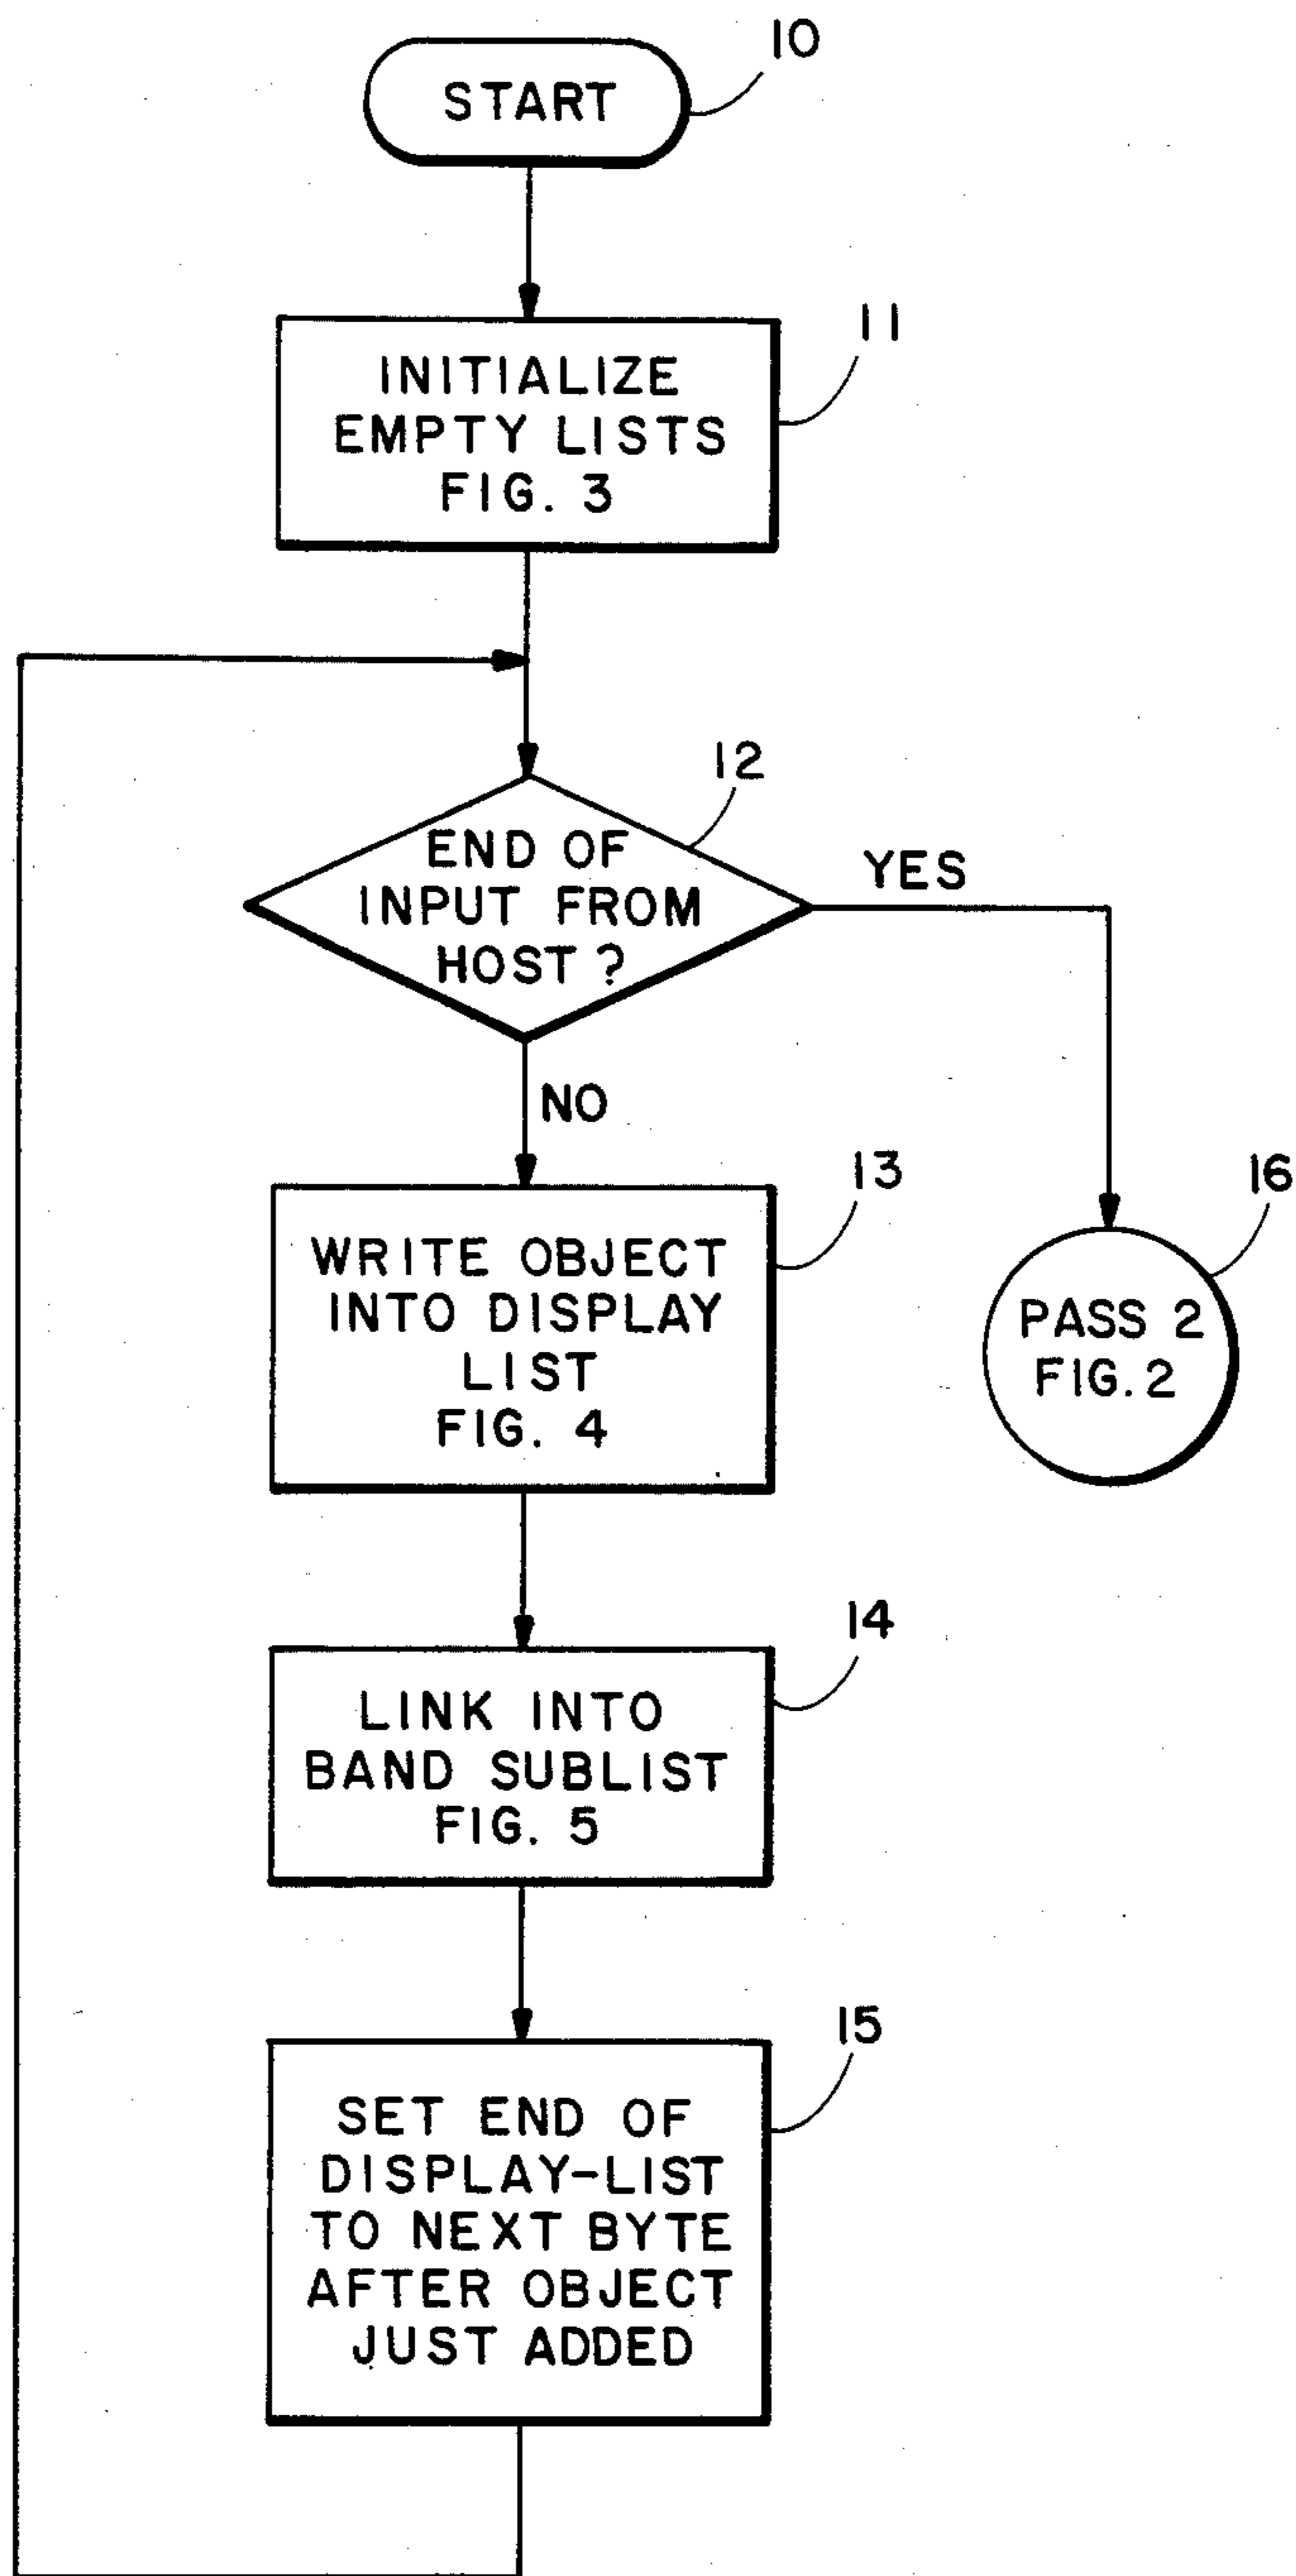 START
10
INITIALIZE
EMPTY LISTS
FIG. 3
11
12
END OF
INPUT FROM
HOST ?
YES
NO
13
WRITE OBJECT
INTO DISPLAY
LIST
FIG. 4
16
PASS 2
FIG. 2
14
LINK INTO
BAND SUBLIST
FIG. 5
15
SET END OF
DISPLAY-LIST
TO NEXT BYTE
AFTER OBJECT
JUST ADDED